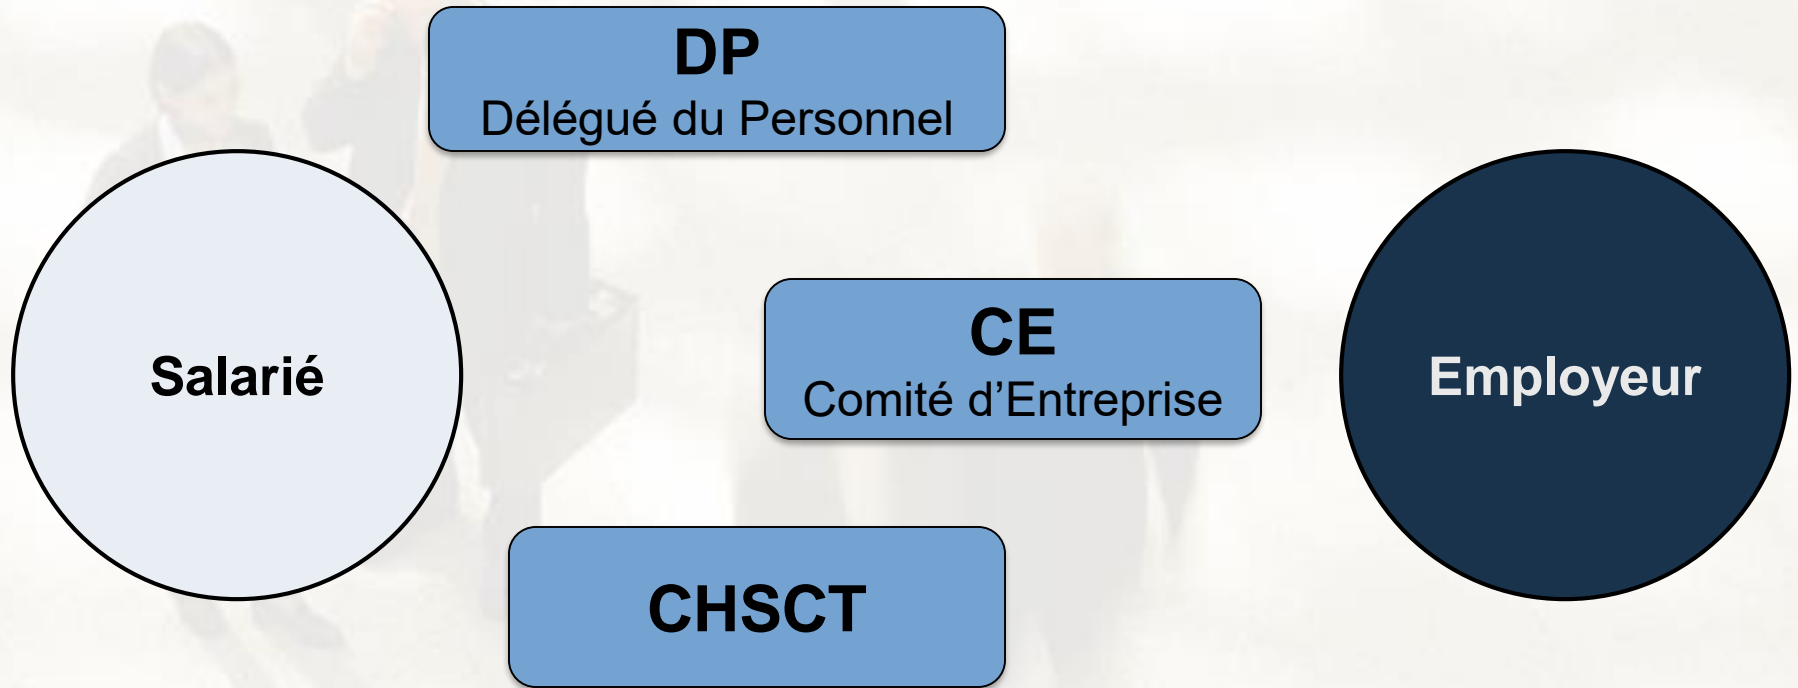 DP
Délégué du Personnel
Salarié
CE
Comité d’Entreprise
Employeur
CHSCT